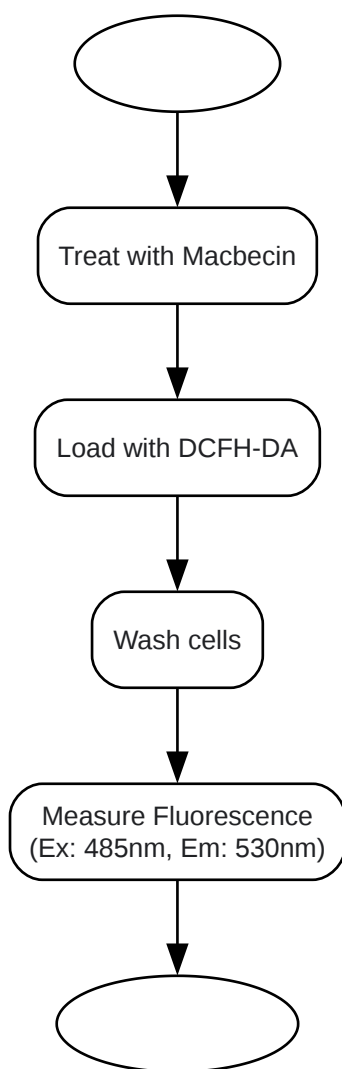 Treat with Macbecin
Load with DCFH-DA
Wash cells
Measure Fluorescence
(Ex: 485nm, Em: 530nm)